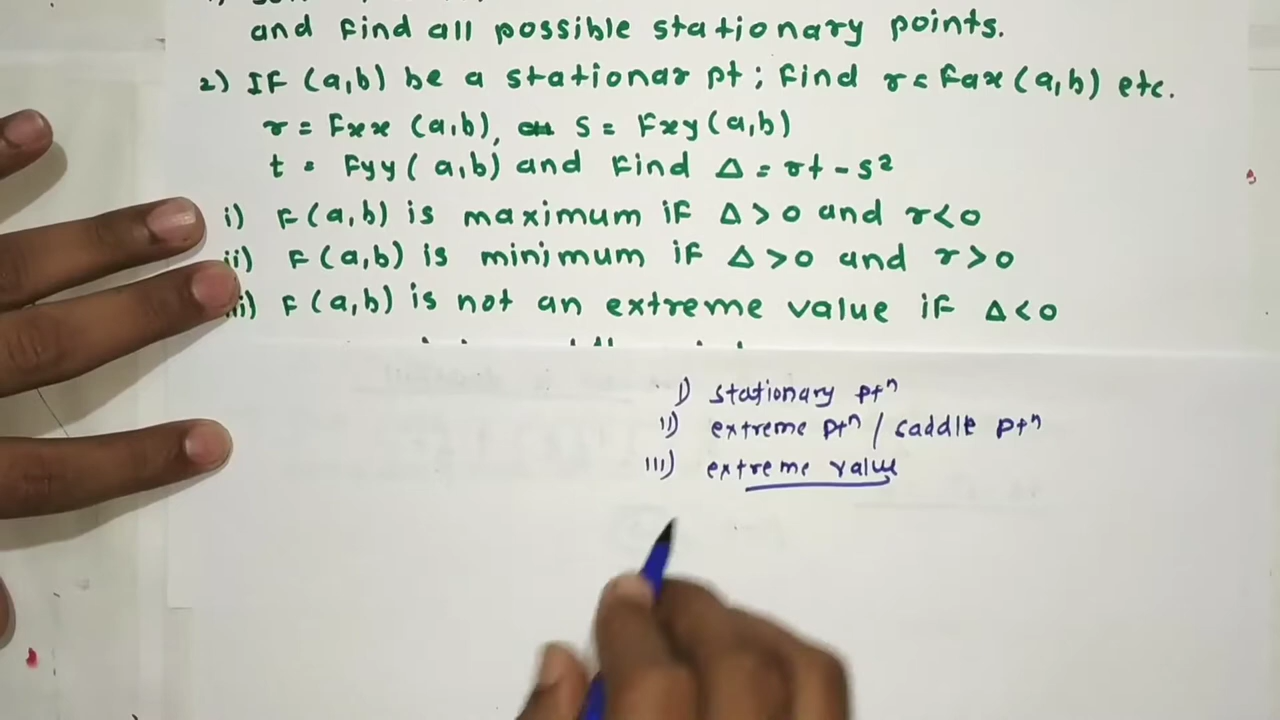 and find all possible stationary points.
2) IF (a,b) be a stationar pt; find r = Fax (a,b) etc.
r = Fxx (a,b), S = Fxy (a,b)
t = Fyy (a,b) and find Δ = rt - s²
i) F(a,b) is maximum if Δ > 0 and r<0
ii) F(a,b) is minimum if Δ >0 and r>0
iii) F(a,b) is not an extreme value if Δ<0
I) stationary ptⁿ
II) extreme ptⁿ / saddle ptⁿ
III) extreme value